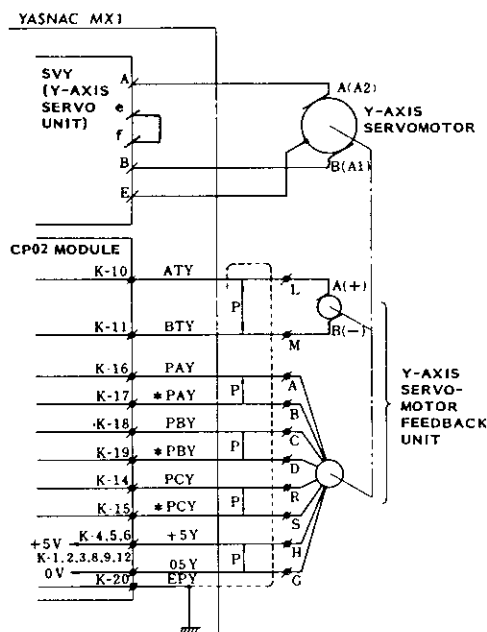 YASNAC MX1
SVY
(Y-AXIS
SERVO
UNIT)
A
e
f
B
E
A(A2)
Y-AXIS
SERVOMOTOR
B(A1)
CP02 MODULE
K-10 ATY L A(+)
P
K-11 BTY M B(-)
K-16 PAY A
P
K-17 *PAY B
K-18 PBY C
P
K-19 *PBY D
K-14 PCY R
P
K-15 *PCY S
+5V K-4,5,6 +5Y H
P
K-1,2,3,8,9,12
0V 05Y G
K-20 EPY
Y-AXIS
SERVO-
MOTOR
FEEDBACK
UNIT